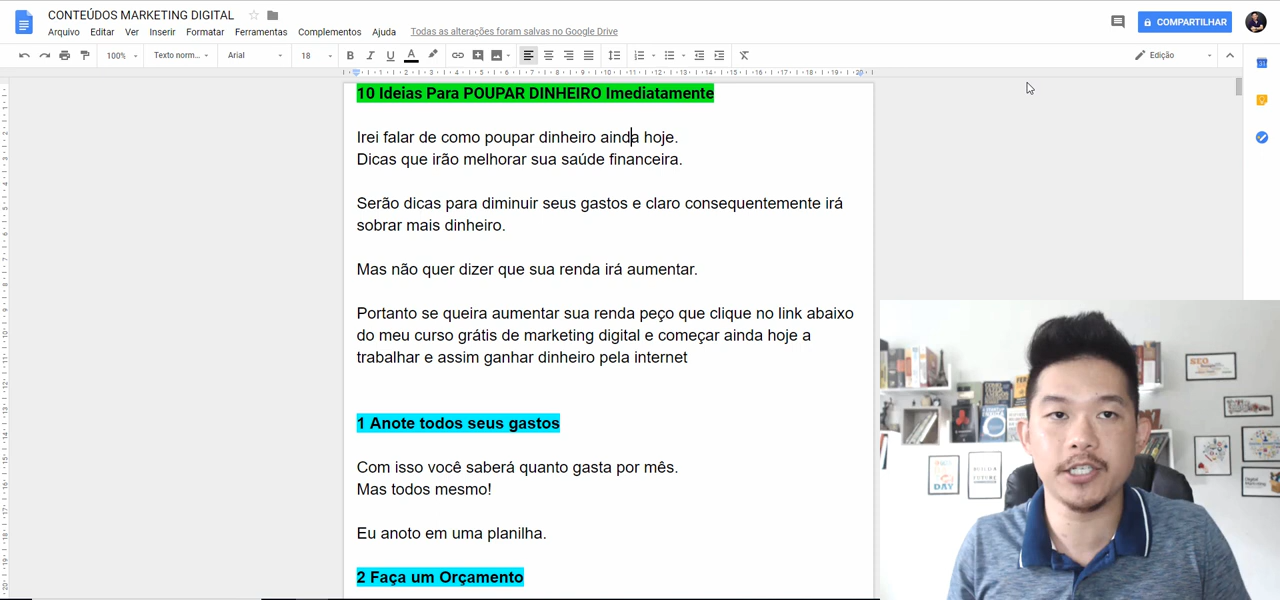 CONTEÚDOS MARKETING DIGITAL
COMPARTILHAR
Arquivo Editar Ver Inserir Formatar Ferramentas Complementos Ajuda Todas as alterações foram salvas no Google Drive
100% Texto norm... Arial 18 B I U A Edição
10 Ideias Para POUPAR DINHEIRO Imediatamente
Irei falar de como poupar dinheiro ainda hoje.
Dicas que irão melhorar sua saúde financeira.
Serão dicas para diminuir seus gastos e claro consequentemente irá
sobrar mais dinheiro.
Mas não quer dizer que sua renda irá aumentar.
Portanto se queira aumentar sua renda peço que clique no link abaixo
do meu curso grátis de marketing digital e começar ainda hoje a
trabalhar e assim ganhar dinheiro pela internet
1 Anote todos seus gastos
Com isso você saberá quanto gasta por mês.
Mas todos mesmo!
Eu anoto em uma planilha.
2 Faça um Orçamento
SEO
DAY